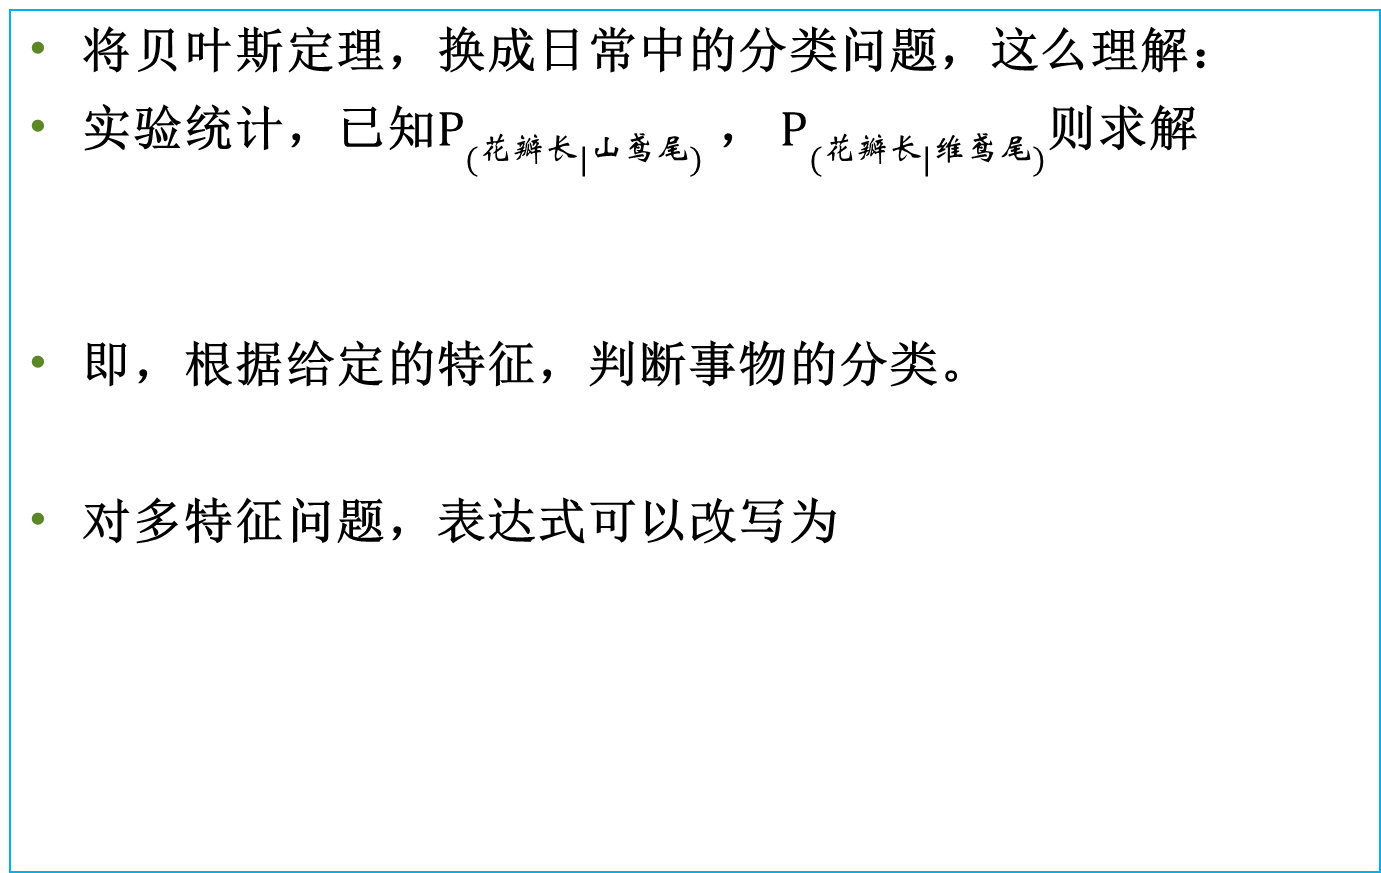 • 将贝叶斯定理，换成日常中的分类问题，这么理解：
• 实验统计，已知P(花瓣长|山鸢尾) ， P(花瓣长|维鸢尾)则求解
• 即，根据给定的特征，判断事物的分类。
• 对多特征问题，表达式可以改写为